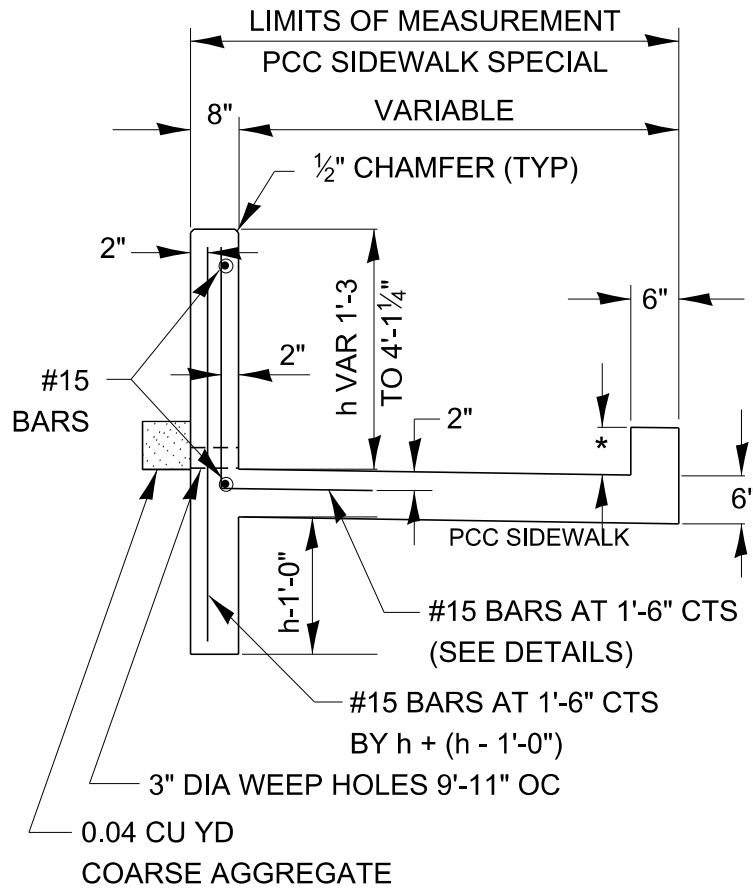 LIMITS OF MEASUREMENT
PCC SIDEWALK SPECIAL
8"
VARIABLE
½" CHAMFER (TYP)
2"
h VAR 1'-3
TO 4'-1¼"
6"
2"
#15
BARS
2"
*
6'
PCC SIDEWALK
h-1'-0"
#15 BARS AT 1'-6" CTS
(SEE DETAILS)
#15 BARS AT 1'-6" CTS
BY h + (h - 1'-0")
3" DIA WEEP HOLES 9'-11" OC
0.04 CU YD
COARSE AGGREGATE